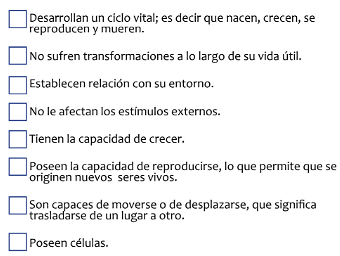 Desarrollan un ciclo vital; es decir que nacen, crecen, se
reproducen y mueren.
No sufren transformaciones a lo largo de su vida útil.
Establecen relación con su entorno.
No le afectan los estímulos externos.
Tienen la capacidad de crecer.
Poseen la capacidad de reproducirse, lo que permite que se
originen nuevos seres vivos.
Son capaces de moverse o de desplazarse, que significa
trasladarse de un lugar a otro.
Poseen células.